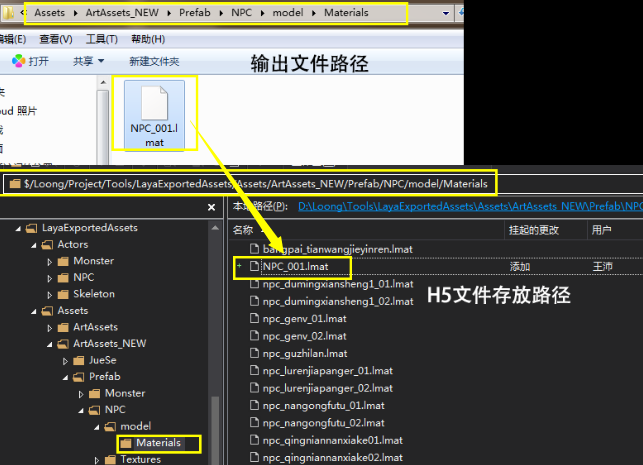 Assets ▸ ArtAssets_NEW ▸ Prefab ▸ NPC ▸ model ▸ Materials
编辑(E) 查看(V) 工具(T) 帮助(H)
打开 共享 新建文件夹
输出文件路径
oud 照片
NPC_001.l
mat
$/Loong/Project/Tools/LayaExportedAssets/Assets/ArtAssets_NEW/Prefab/NPC/model/Materials
本地路径(P): D:\Loong\Tools\LayaExportedAssets\Assets\ArtAssets_NEW\Prefab\NPC
名称 挂起的更改 用户
LayaExportedAssets
Actors
Monster
NPC
Skeleton
Assets
ArtAssets
ArtAssets_NEW
JueSe
Prefab
Monster
NPC
model
Materials
Textures
bangpai_tianwangjieyinren.lmat
NPC_001.lmat 添加 王沛
npc_dumingxiansheng1_01.lmat
npc_dumingxiansheng1_02.lmat
npc_genv_01.lmat
npc_genv_02.lmat
npc_guzhilan.lmat
npc_lurenjiapanger_01.lmat
npc_lurenjiapanger_02.lmat
npc_nangongfutu_01.lmat
npc_nangongfutu_02.lmat
npc_qingniannanxiake01.lmat
npc_qingniannanxiake02.lmat
H5文件存放路径